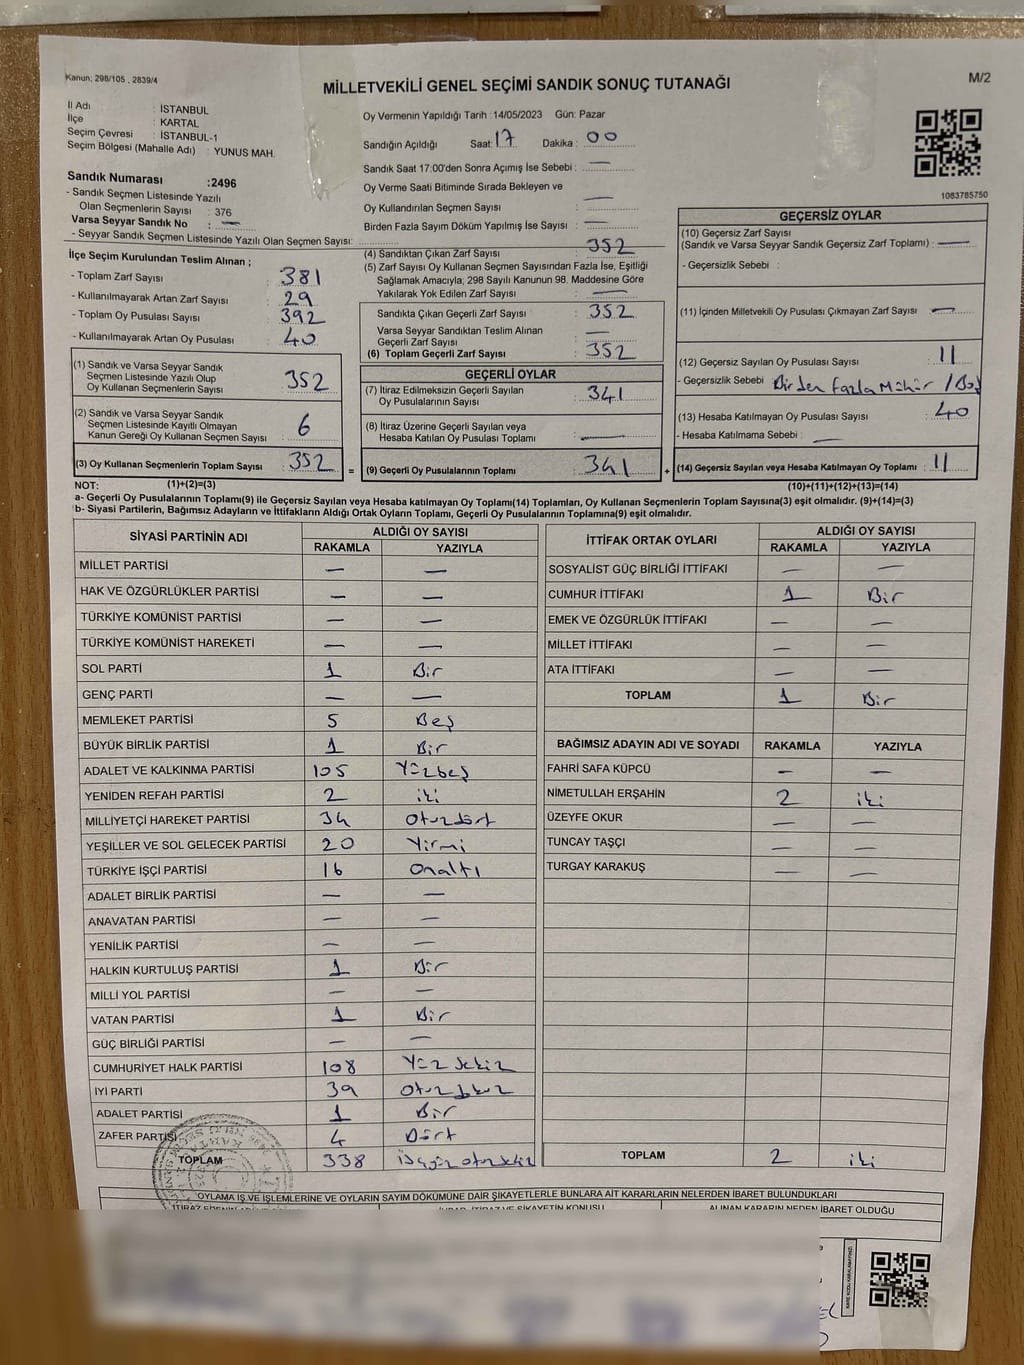 Kanun; 298/105 , 2839/4
MİLLETVEKİLİ GENEL SEÇİMİ SANDIK SONUÇ TUTANAĞI
M/2
İl Adı : İSTANBUL
İlçe : KARTAL
Seçim Çevresi : İSTANBUL-1
Seçim Bölgesi (Mahalle Adı) : YUNUS MAH.
Sandık Numarası :2496
- Sandık Seçmen Listesinde Yazılı
Olan Seçmenlerin Sayısı : 376
Varsa Seyyar Sandık No : —
- Seyyar Sandık Seçmen Listesinde Yazılı Olan Seçmen Sayısı:
Oy Vermenin Yapıldığı Tarih : 14/05/2023 Gün: Pazar
Sandığın Açıldığı Saat: 17 Dakika : 00
Sandık Saat 17:00'den Sonra Açımış İse Sebebi : —
Oy Verme Saati Bitiminde Sırada Bekleyen ve
Oy Kullandırılan Seçmen Sayısı : —
Birden Fazla Sayım Döküm Yapılmış İse Sayısı : —
1083785750
İlçe Seçim Kurulundan Teslim Alınan ;
- Toplam Zarf Sayısı : 381
- Kullanılmayarak Artan Zarf Sayısı : 29
- Toplam Oy Pusulası Sayısı : 392
- Kullanılmayarak Artan Oy Pusulası : 40
(1) Sandık ve Varsa Seyyar Sandık
Seçmen Listesinde Yazılı Olup
Oy Kullanan Seçmenlerin Sayısı : 352
(2) Sandık ve Varsa Seyyar Sandık
Seçmen Listesinde Kayıtlı Olmayan
Kanun Gereği Oy Kullanan Seçmen Sayısı : 6
(3) Oy Kullanan Seçmenlerin Toplam Sayısı : 352 =
(4) Sandıktan Çıkan Zarf Sayısı : 352
(5) Zarf Sayısı Oy Kullanan Seçmen Sayısından Fazla İse, Eşitliği
Sağlamak Amacıyla, 298 Sayılı Kanunun 98. Maddesine Göre
Yakılarak Yok Edilen Zarf Sayısı : —
Sandıkta Çıkan Geçerli Zarf Sayısı : 352
Varsa Seyyar Sandıktan Teslim Alınan
Geçerli Zarf Sayısı : —
(6) Toplam Geçerli Zarf Sayısı : 352
GEÇERLİ OYLAR
(7) İtiraz Edilmeksizin Geçerli Sayılan
Oy Pusulalarının Sayısı : 341
(8) İtiraz Üzerine Geçerli Sayılan veya
Hesaba Katılan Oy Pusulası Toplamı : —
(9) Geçerli Oy Pusulalarının Toplamı : 341 +
GEÇERSİZ OYLAR
(10) Geçersiz Zarf Sayısı
(Sandık ve Varsa Seyyar Sandık Geçersiz Zarf Toplamı) : —
- Geçersizlik Sebebi :
(11) İçinden Milletvekili Oy Pusulası Çıkmayan Zarf Sayısı : —
(12) Geçersiz Sayılan Oy Pusulası Sayısı : 11
- Geçersizlik Sebebi : Birden fazla Mühür / Boş
(13) Hesaba Katılmayan Oy Pusulası Sayısı : 40
- Hesaba Katılmama Sebebi : —
(14) Geçersiz Sayılan veya Hesaba Katılmayan Oy Toplamı : 11
NOT: (1)+(2)=(3) (10)+(11)+(12)+(13)=(14)
a- Geçerli Oy Pusulalarının Toplamı(9) ile Geçersiz Sayılan veya Hesaba katılmayan Oy Toplamı(14) Toplamları, Oy Kullanan Seçmenlerin Toplam Sayısına(3) eşit olmalıdır. (9)+(14)=(3)
b- Siyasi Partilerin, Bağımsız Adayların ve İttifakların Aldığı Ortak Oyların Toplamı, Geçerli Oy Pusulalarının Toplamına(9) eşit olmalıdır.
SİYASİ PARTİNİN ADI ALDIĞI OY SAYISI
RAKAMLA YAZIYLA
MİLLET PARTİSİ — —
HAK VE ÖZGÜRLÜKLER PARTİSİ — —
TÜRKİYE KOMÜNİST PARTİSİ — —
TÜRKİYE KOMÜNİST HAREKETİ — —
SOL PARTİ 1 Bir
GENÇ PARTİ — —
MEMLEKET PARTİSİ 5 Beş
BÜYÜK BİRLİK PARTİSİ 1 Bir
ADALET VE KALKINMA PARTİSİ 105 Yüzbeş
YENİDEN REFAH PARTİSİ 2 iki
MİLLİYETÇİ HAREKET PARTİSİ 34 Otuzdört
YEŞİLLER VE SOL GELECEK PARTİSİ 20 Yirmi
TÜRKİYE İŞÇİ PARTİSİ 16 Onaltı
ADALET BİRLİK PARTİSİ — —
ANAVATAN PARTİSİ — —
YENİLİK PARTİSİ — —
HALKIN KURTULUŞ PARTİSİ 1 Bir
MİLLİ YOL PARTİSİ — —
VATAN PARTİSİ 1 Bir
GÜÇ BİRLİĞİ PARTİSİ — —
CUMHURİYET HALK PARTİSİ 108 Yüz sekiz
İYİ PARTİ 39 Otuz dokuz
ADALET PARTİSİ 1 Bir
ZAFER PARTİSİ 4 Dört
TOPLAM 338 üçyüz otuz sekiz
İTTİFAK ORTAK OYLARI ALDIĞI OY SAYISI
RAKAMLA YAZIYLA
SOSYALİST GÜÇ BİRLİĞİ İTTİFAKI — —
CUMHUR İTTİFAKI 1 Bir
EMEK VE ÖZGÜRLÜK İTTİFAKI — —
MİLLET İTTİFAKI — —
ATA İTTİFAKI — —
TOPLAM 1 Bir
BAĞIMSIZ ADAYIN ADI VE SOYADI RAKAMLA YAZIYLA
FAHRİ SAFA KÜPCÜ — —
NİMETULLAH ERŞAHİN 2 iki
ÜZEYFE OKUR — —
TUNCAY TAŞÇI — —
TURGAY KARAKUŞ — —
TOPLAM 2 iki
OYLAMA İŞ VE İŞLEMLERİNE VE OYLARIN SAYIM DÖKÜMÜNE DAİR ŞİKAYETLERLE BUNLARA AİT KARARLARIN NELERDEN İBARET BULUNDUKLARI
ALINAN KARARIN NEDEN İBARET OLDUĞU